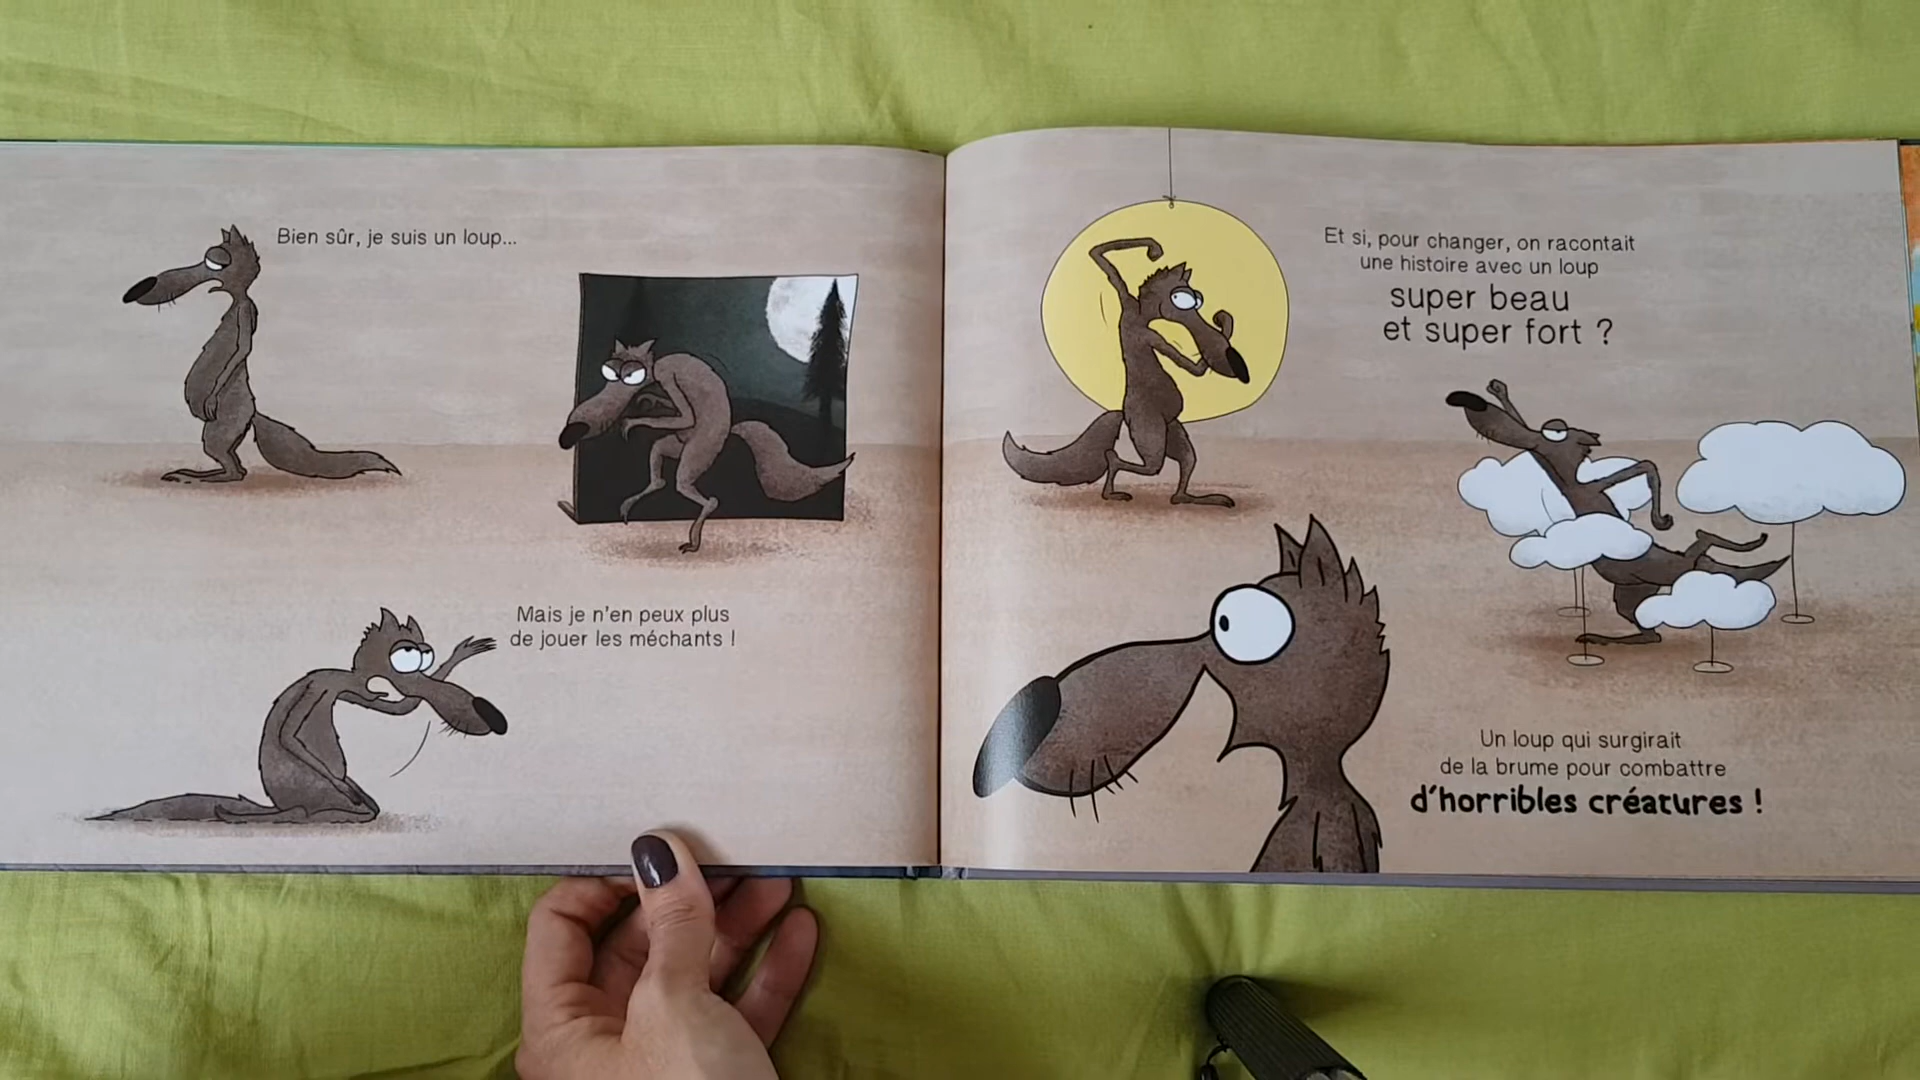 Bien sûr, je suis un loup...
Mais je n'en peux plus
de jouer les méchants !
Et si, pour changer, on racontait
une histoire avec un loup
super beau
et super fort ?
Un loup qui surgirait
de la brume pour combattre
d'horribles créatures !